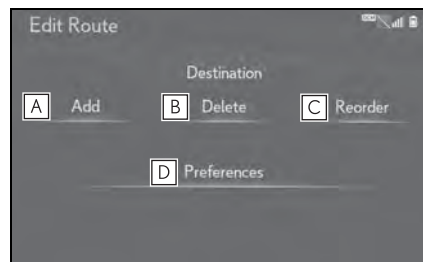 Edit Route
Destination
A Add B Delete C Reorder
D Preferences